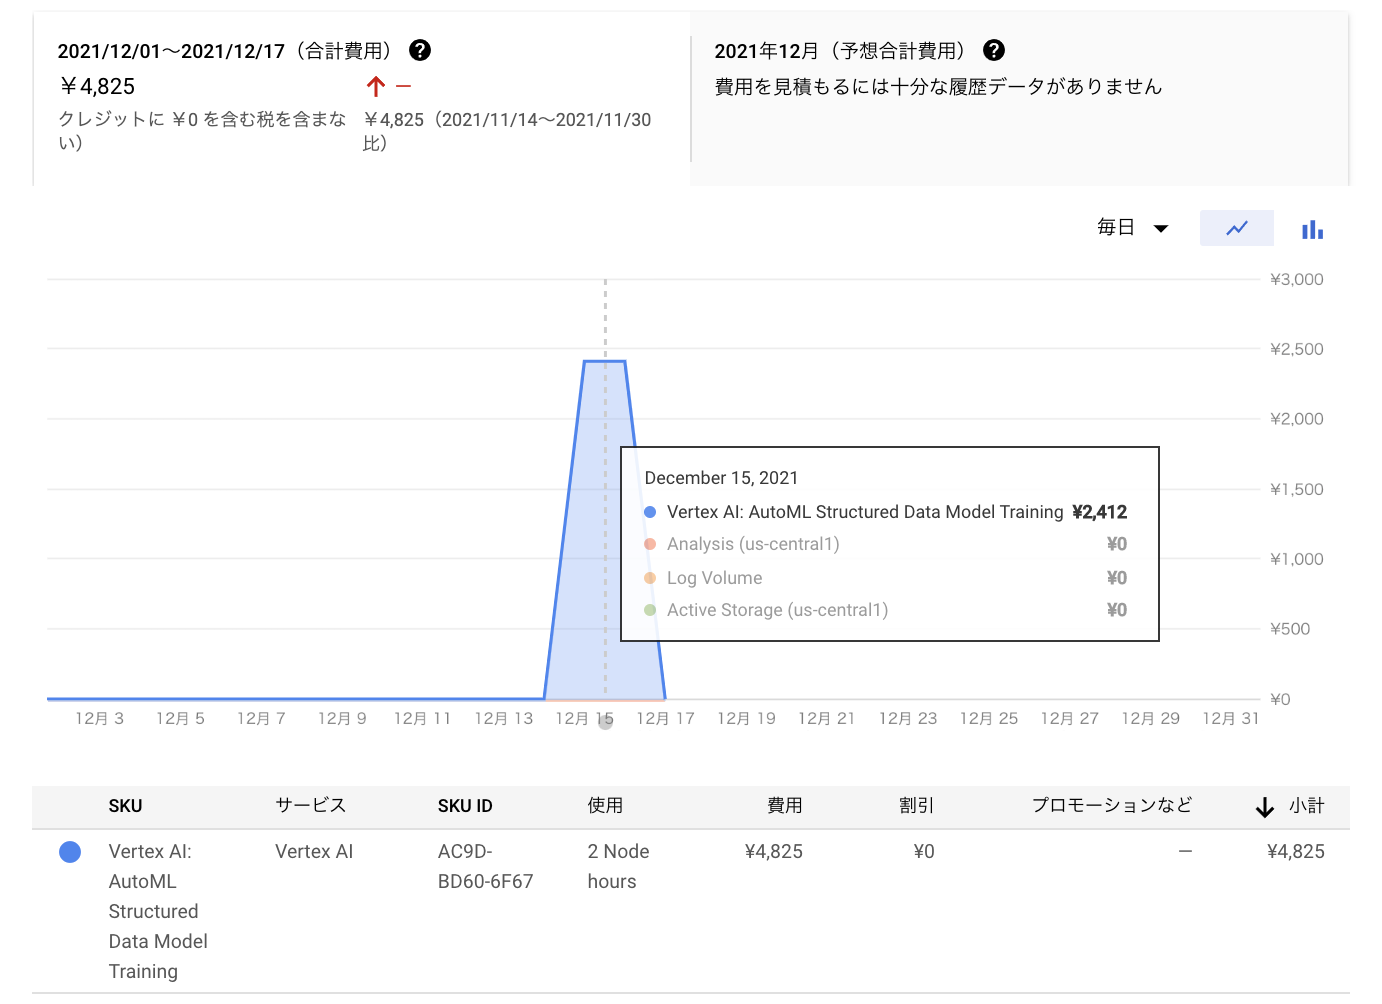 2021/12/01～2021/12/17（合計費用）
￥4,825
クレジットに ￥0 を含む税を含まな
い）
—
￥4,825（2021/11/14～2021/11/30
比）
2021年12月（予想合計費用）
費用を見積もるには十分な履歴データがありません
毎日
¥3,000
¥2,500
¥2,000
¥1,500
¥1,000
¥500
¥0
December 15, 2021
Vertex AI: AutoML Structured Data Model Training ¥2,412
Analysis (us-central1) ¥0
Log Volume ¥0
Active Storage (us-central1) ¥0
12月 3 12月 5 12月 7 12月 9 12月 11 12月 13 12月 15 12月 17 12月 19 12月 21 12月 23 12月 25 12月 27 12月 29 12月 31
SKU サービス SKU ID 使用 費用 割引 プロモーションなど ↓ 小計
Vertex AI: Vertex AI AC9D- 2 Node ¥4,825 ¥0 — ¥4,825
AutoML BD60-6F67 hours
Structured
Data Model
Training